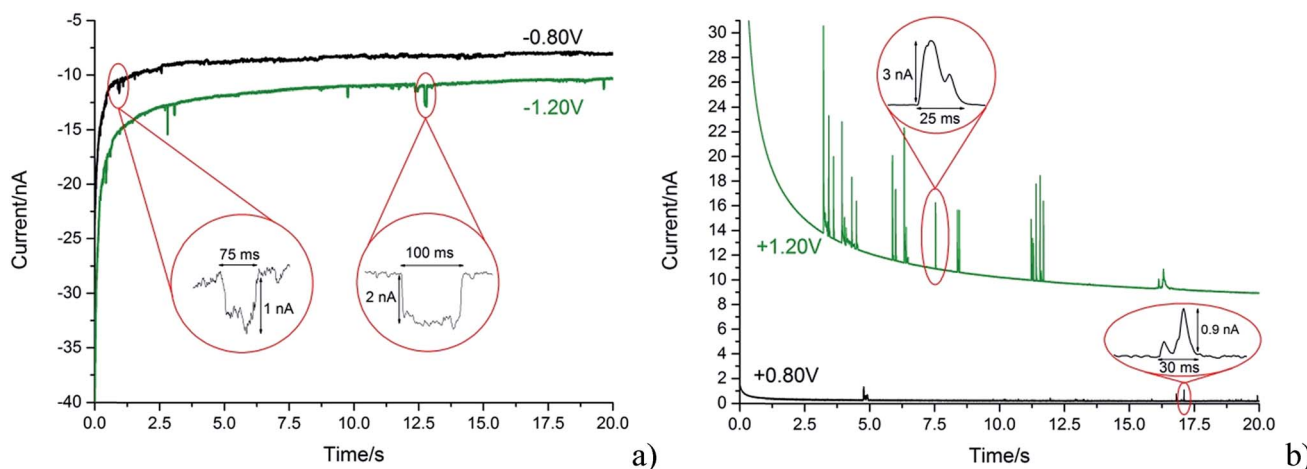 -5
-10
-15
-20
-25
-30
-35
-40
0.0
2.5
5.0
7.5
10.0
12.5
15.0
17.5
20.0
Current/nA
Time/s
-0.80V
-1.20V
75 ms
1 nA
100 ms
2 nA
a)
30
28
26
24
22
20
18
16
14
12
10
8
6
4
2
0
0.0
2.5
5.0
7.5
10.0
12.5
15.0
17.5
20.0
Current/nA
Time/s
3 nA
25 ms
+1.20V
+0.80V
0.9 nA
30 ms
b)